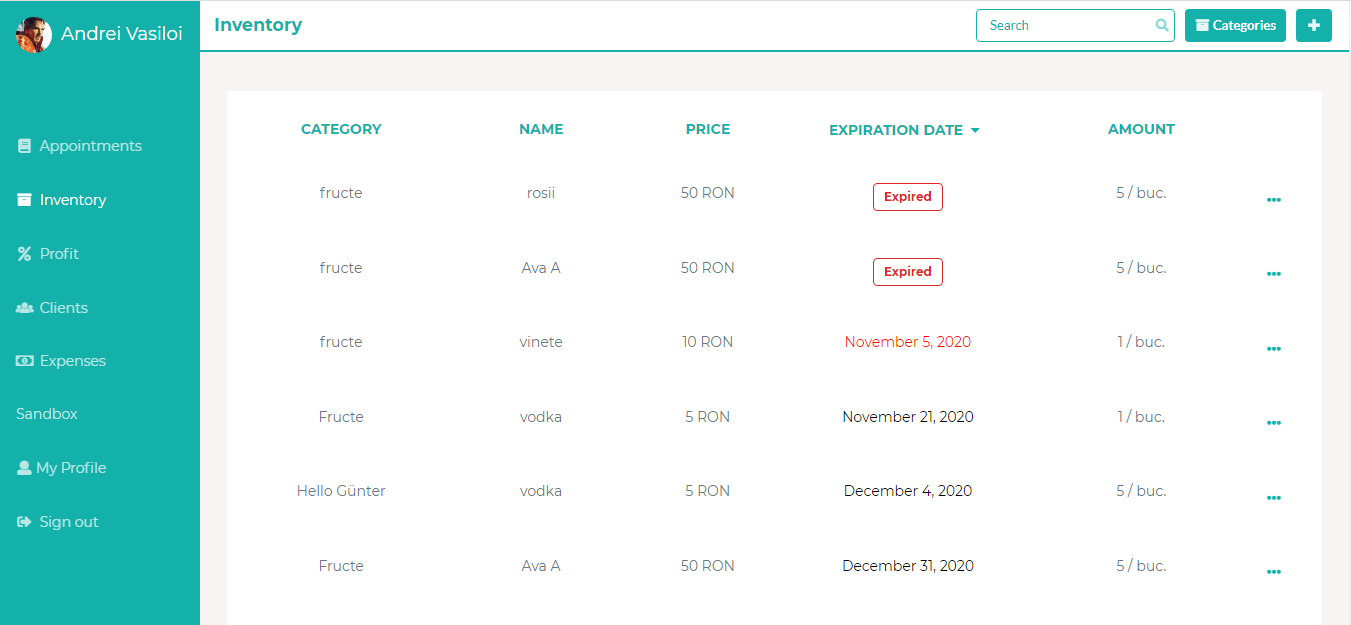 Andrei Vasiloi
Appointments
Inventory
Profit
Clients
Expenses
Sandbox
My Profile
Sign out
Inventory
Search
Categories
CATEGORY NAME PRICE EXPIRATION DATE AMOUNT
fructe rosii 50 RON Expired 5 / buc.
fructe Ava A 50 RON Expired 5 / buc.
fructe vinete 10 RON November 5, 2020 1 / buc.
Fructe vodka 5 RON November 21, 2020 1 / buc.
Hello Günter vodka 5 RON December 4, 2020 5 / buc.
Fructe Ava A 50 RON December 31, 2020 5 / buc.